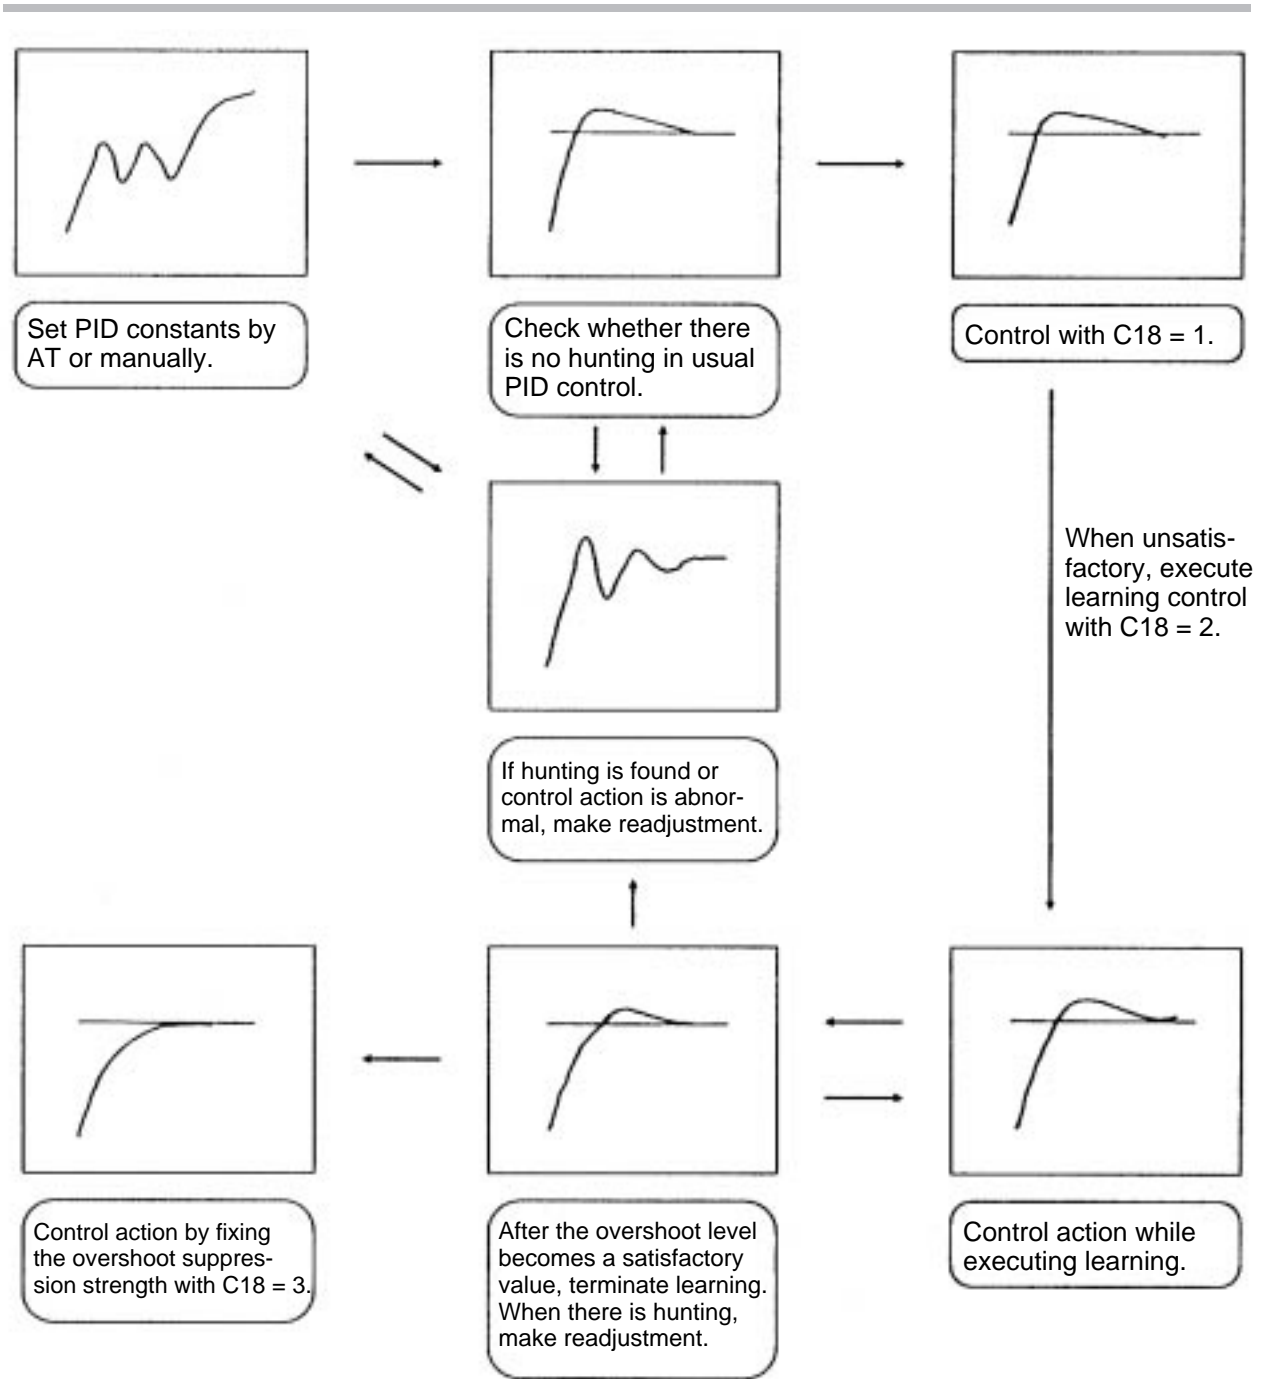 Set PID constants by
AT or manually.
Check whether there
is no hunting in usual
PID control.
Control with C18 = 1.
When unsatis-
factory, execute
learning control
with C18 = 2.
If hunting is found or
control action is abnor-
mal, make readjustment.
Control action by fixing
the overshoot suppres-
sion strength with C18 = 3.
After the overshoot level
becomes a satisfactory
value, terminate learning.
When there is hunting,
make readjustment.
Control action while
executing learning.